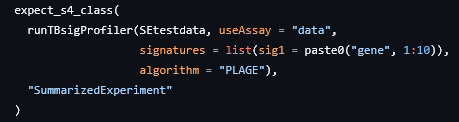 expect_s4_class(
  runTBsigProfiler(SEtestdata, useAssay = "data",
                   signatures = list(sig1 = paste0("gene", 1:10)),
                   algorithm = "PLAGE"),
  "SummarizedExperiment"
)